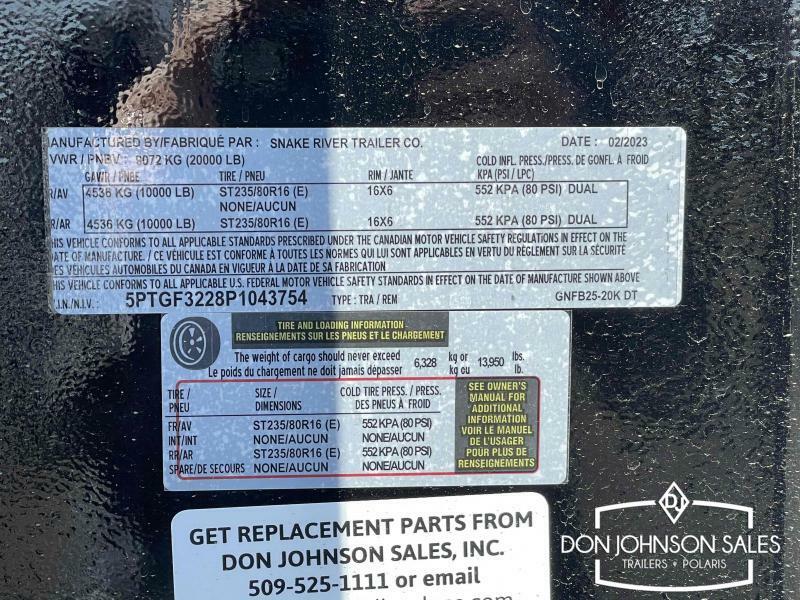 MANUFACTURED BY/FABRIQUÉ PAR : SNAKE RIVER TRAILER CO. DATE : 02/2023
VWR / PNBV : 9072 KG (20000 LB)
GAWR / PNBE TIRE / PNEU RIM / JANTE COLD INFL. PRESS./PRESS. DE GONFL. À FROID KPA (PSI / LPC)
R/AV 4536 KG (10000 LB) ST235/80R16 (E) 16X6 552 KPA (80 PSI) DUAL
NONE/AUCUN
R/AR 4536 KG (10000 LB) ST235/80R16 (E) 16X6 552 KPA (80 PSI) DUAL
HIS VEHICLE CONFORMS TO ALL APPLICABLE STANDARDS PRESCRIBED UNDER THE CANADIAN MOTOR VEHICLE SAFETY REGULATIONS IN EFFECT ON THE
DATE OF MANUFACTURE. / CE VÉHICULE EST CONFORME À TOUTES LES NORMES QUI LUI SONT APPLICABLES EN VERTU DU RÈGLEMENT SUR LA SÉCURITÉ
ES VÉHICULES AUTOMOBILES DU CANADA EN VIGUEUR À LA DATE DE SA FABRICATION
HIS VEHICLE CONFORMS TO ALL APPLICABLE U.S. FEDERAL MOTOR VEHICLE SAFETY STANDARDS IN EFFECT ON THE DATE OF MANUFACTURE SHOWN ABOVE
V.I.N./N.I.V. : 5PTGF3228P1043754 TYPE : TRA / REM GNFB25-20K DT
TIRE AND LOADING INFORMATION
RENSEIGNEMENTS SUR LES PNEUS ET LE CHARGEMENT
The weight of cargo should never exceed 6,328 kg or 13,950 lbs.
Le poids du chargement ne doit jamais dépasser kg ou lb.
TIRE / PNEU SIZE / DIMENSIONS COLD TIRE PRESS. / PRESS. DES PNEUS À FROID
FR/AV ST235/80R16 (E) 552 KPA (80 PSI)
INT/INT NONE/AUCUN NONE/AUCUN
RR/AR ST235/80R16 (E) 552 KPA (80 PSI)
SPARE/DE SECOURS NONE/AUCUN NONE/AUCUN
SEE OWNER'S
MANUAL FOR
ADDITIONAL
INFORMATION
VOIR LE MANUEL
DE L'USAGER
POUR PLUS DE
RENSEIGNEMENTS
GET REPLACEMENT PARTS FROM
DON JOHNSON SALES, INC.
509-525-1111 or email
DJ
DON JOHNSON SALES
TRAILERS • POLARIS